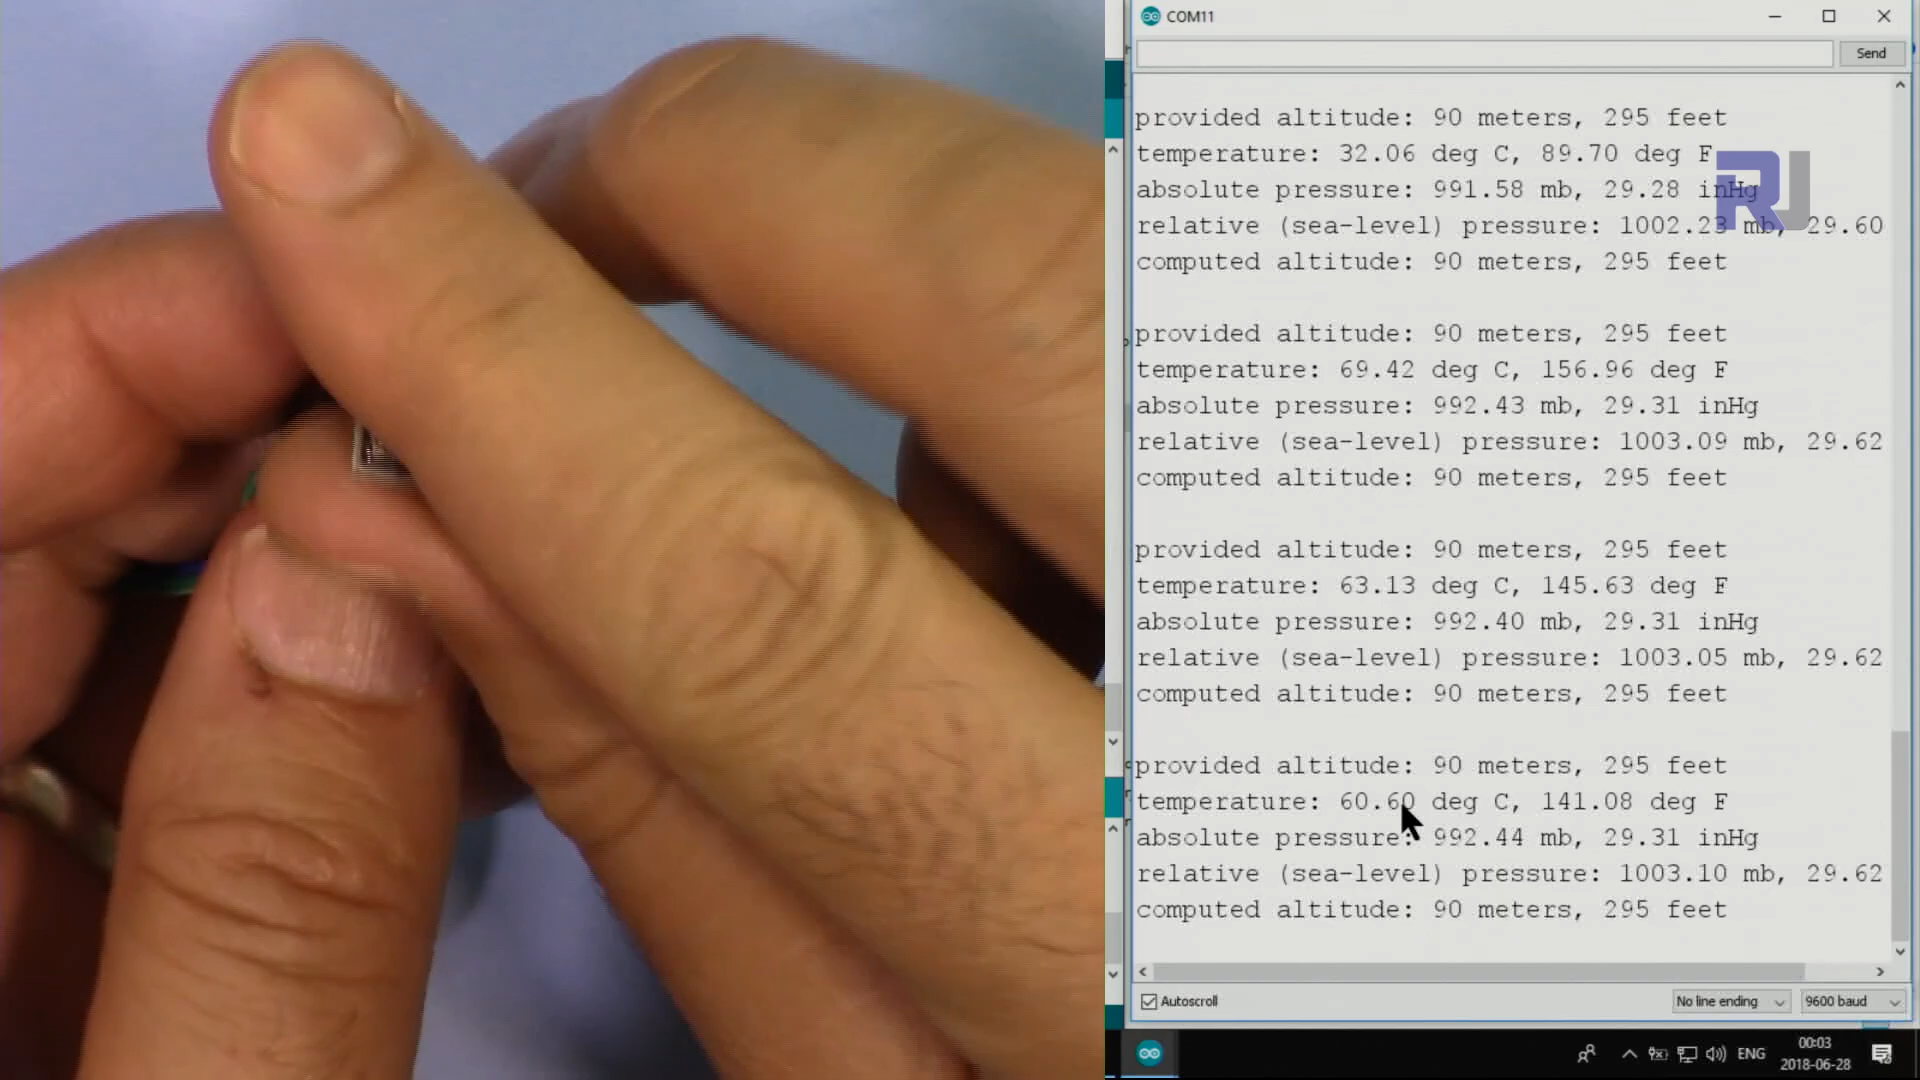 COM11
Send
provided altitude: 90 meters, 295 feet
temperature: 32.06 deg C, 89.70 deg F
absolute pressure: 991.58 mb, 29.28 inHg
RJ
relative (sea-level) pressure: 1002.23 mb, 29.60
computed altitude: 90 meters, 295 feet
provided altitude: 90 meters, 295 feet
temperature: 69.42 deg C, 156.96 deg F
absolute pressure: 992.43 mb, 29.31 inHg
relative (sea-level) pressure: 1003.09 mb, 29.62
computed altitude: 90 meters, 295 feet
provided altitude: 90 meters, 295 feet
temperature: 63.13 deg C, 145.63 deg F
absolute pressure: 992.40 mb, 29.31 inHg
relative (sea-level) pressure: 1003.05 mb, 29.62
computed altitude: 90 meters, 295 feet
provided altitude: 90 meters, 295 feet
temperature: 60.60 deg C, 141.08 deg F
absolute pressure: 992.44 mb, 29.31 inHg
relative (sea-level) pressure: 1003.10 mb, 29.62
computed altitude: 90 meters, 295 feet
Autoscroll
No line ending
9600 baud
ENG
00:03
2018-06-28